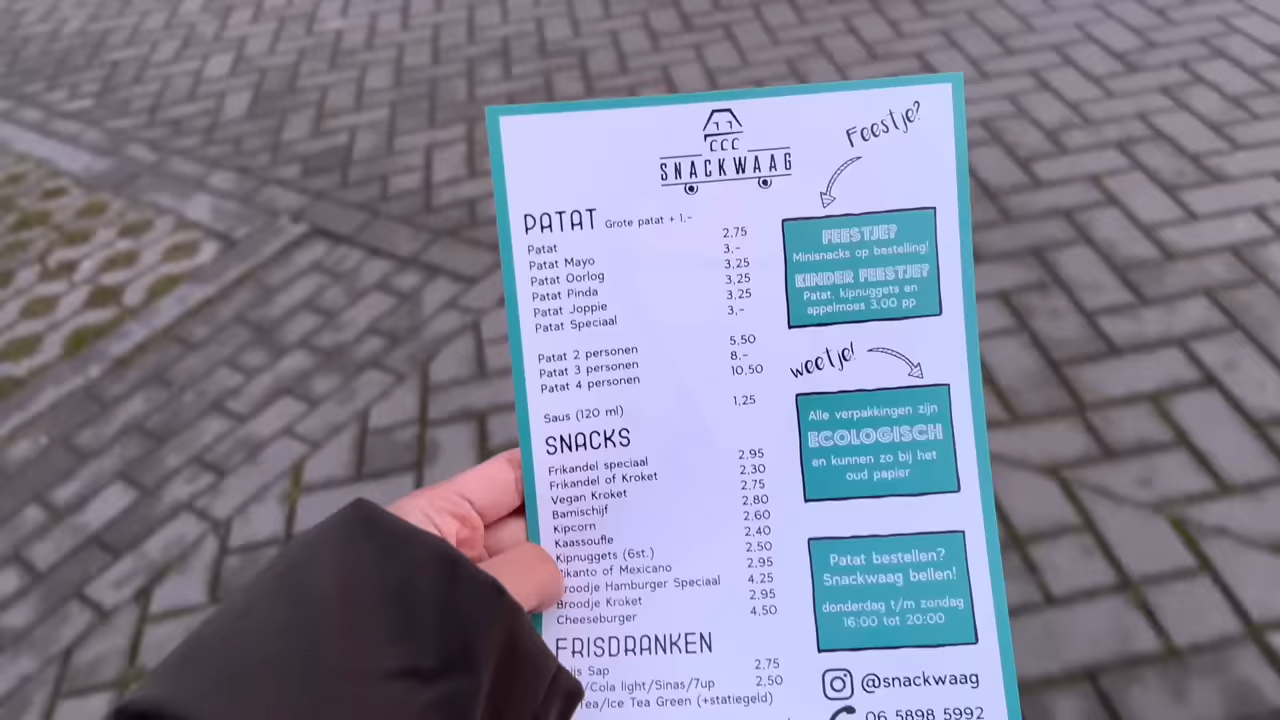 CCC
SNACKWAAG
PATAT Grote patat + 1,-
Patat 2,75
Patat Mayo 3,-
Patat Oorlog 3,25
Patat Pinda 3,25
Patat Joppie 3,25
Patat Speciaal 3,-
Patat 2 personen 5,50
Patat 3 personen 8,-
Patat 4 personen 10,50
Saus (120 ml) 1,25
SNACKS
Frikandel speciaal 2,95
Frikandel of Kroket 2,30
Vegan Kroket 2,75
Bamischijf 2,80
Kipcorn 2,60
Kaassoufle 2,40
Kipnuggets (6st.) 2,50
ikanto of Mexicano 2,95
roodje Hamburger Speciaal 4,25
Broodje Kroket 2,95
Cheeseburger 4,50
FRISDRANKEN
Sap 2,75
/Cola light/Sinas/7up 2,50
Tea/Ice Tea Green (+statiegeld)
Feestje?
FEESTJE?
Minisnacks op bestelling!
KINDER FEESTJE?
Patat, kipnuggets en
appelmoes 3,00 pp
weetje!
Alle verpakkingen zijn
ECOLOGISCH
en kunnen zo bij het
oud papier
Patat bestellen?
Snackwaag bellen!
donderdag t/m zondag
16:00 tot 20:00
@snackwaag
06 5898 5992